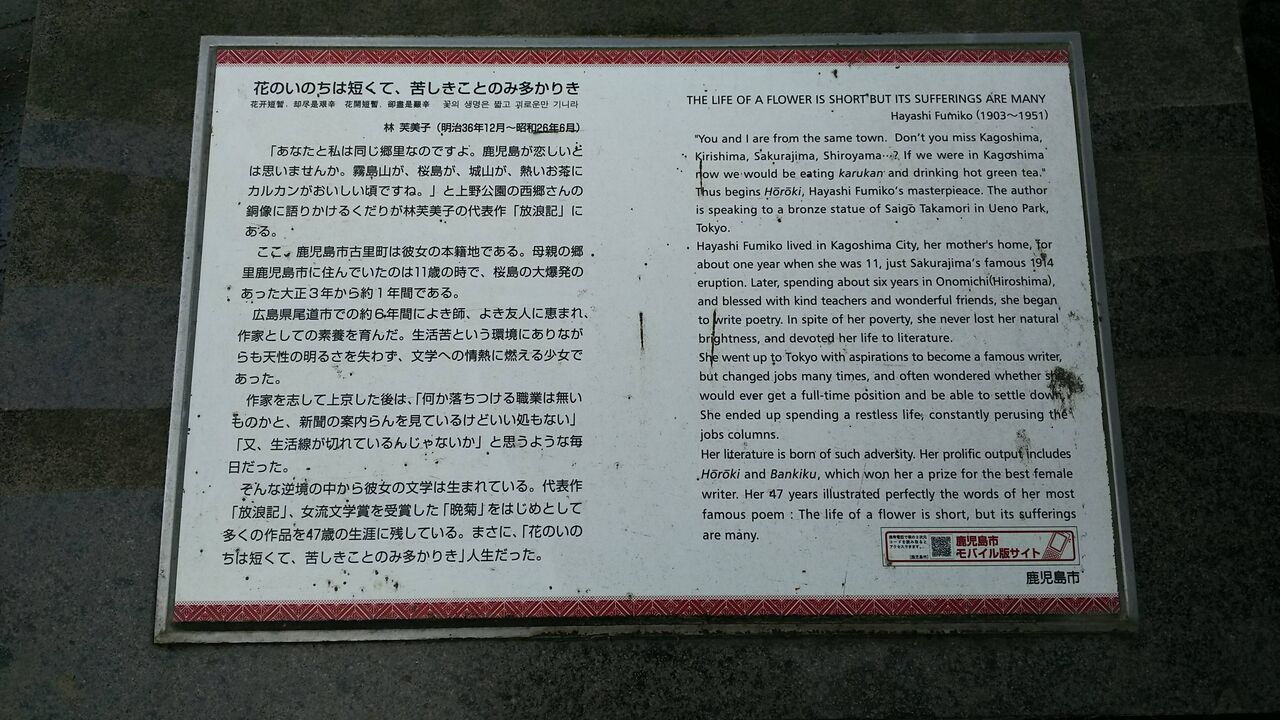 花のいのちは短くて、苦しきことのみ多かりき
花开短暂，却尽是艰辛　花開短暫，卻盡是艱辛　꽃의 생명은 짧고 괴로운만 기니라
林 芙美子（明治36年12月～昭和26年6月）
「あなたと私は同じ郷里なのですよ。鹿児島が恋しいと
は思いませんか。霧島山が、桜島が、城山が、熱いお茶に
カルカンがおいしい頃ですね。」と上野公園の西郷さんの
銅像に語りかけるくだりが林芙美子の代表作「放浪記」に
ある。
ここ、鹿児島市古里町は彼女の本籍地である。母親の郷
里鹿児島市に住んでいたのは11歳の時で、桜島の大爆発の
あった大正３年から約１年間である。
広島県尾道市での約6年間によき師、よき友人に恵まれ、
作家としての素養を育んだ。生活苦という環境にありなが
らも天性の明るさを失わず、文学への情熱に燃える少女で
あった。
作家を志して上京した後は、「何か落ちつける職業は無い
ものかと、新聞の案内らんを見ているけどいい処もない」
「又、生活線が切れているんじゃないか」と思うような毎
日だった。
そんな逆境の中から彼女の文学は生まれている。代表作
「放浪記」、女流文学賞を受賞した「晩菊」をはじめとして
多くの作品を47歳の生涯に残している。まさに、「花のいの
ちは短くて、苦しきことのみ多かりき」人生だった。
THE LIFE OF A FLOWER IS SHORT BUT ITS SUFFERINGS ARE MANY
Hayashi Fumiko (1903～1951)
"You and I are from the same town. Don't you miss Kagoshima,
Kirishima, Sakurajima, Shiroyama…? If we were in Kagoshima
now we would be eating karukan and drinking hot green tea."
Thus begins Hōrōki, Hayashi Fumiko's masterpieace. The author
is speaking to a bronze statue of Saigo Takamori in Ueno Park,
Tokyo.
Hayashi Fumiko lived in Kagoshima City, her mother's home, for
about one year when she was 11, just Sakurajima's famous 1914
eruption. Later, spending about six years in Onomichi(Hiroshima),
and blessed with kind teachers and wonderful friends, she began
to write poetry. In spite of her poverty, she never lost her natural
brightness, and devoted her life to literature.
She went up to Tokyo with aspirations to become a famous writer,
but changed jobs many times, and often wondered whether she
would ever get a full-time position and be able to settle down.
She ended up spending a restless life, constantly perusing the
jobs columns.
Her literature is born of such adversity. Her prolific output includes
Hōrōki and Bankiku, which won her a prize for the best female
writer. Her 47 years illustrated perfectly the words of her most
famous poem : The life of a flower is short, but its sufferings
are many.
鹿児島市
モバイル版サイト
鹿児島市